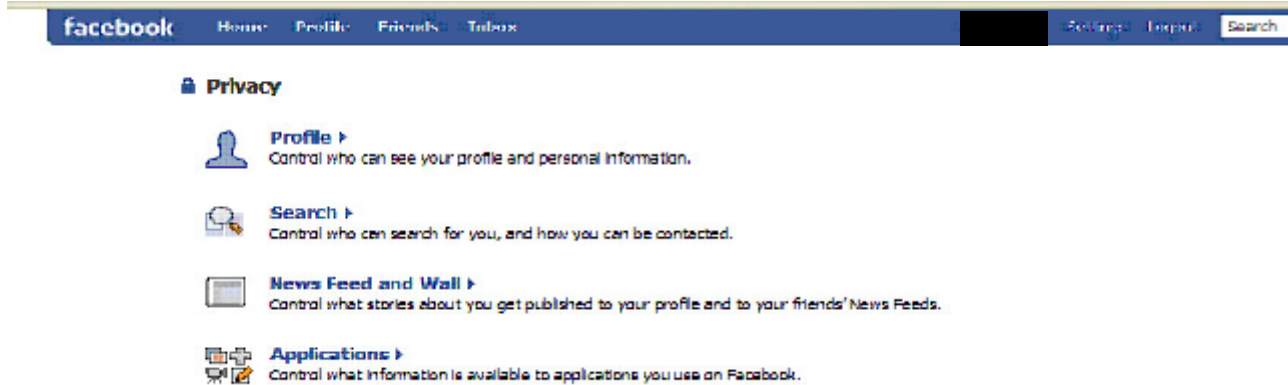 facebook Home Profile Friends Inbox Settings Logout Search
Privacy
Profile
Control who can see your profile and personal information.
Search
Control who can search for you, and how you can be contacted.
News Feed and Wall
Control what stories about you get published to your profile and to your friends' News Feeds.
Applications
Control what information is available to applications you use on Facebook.